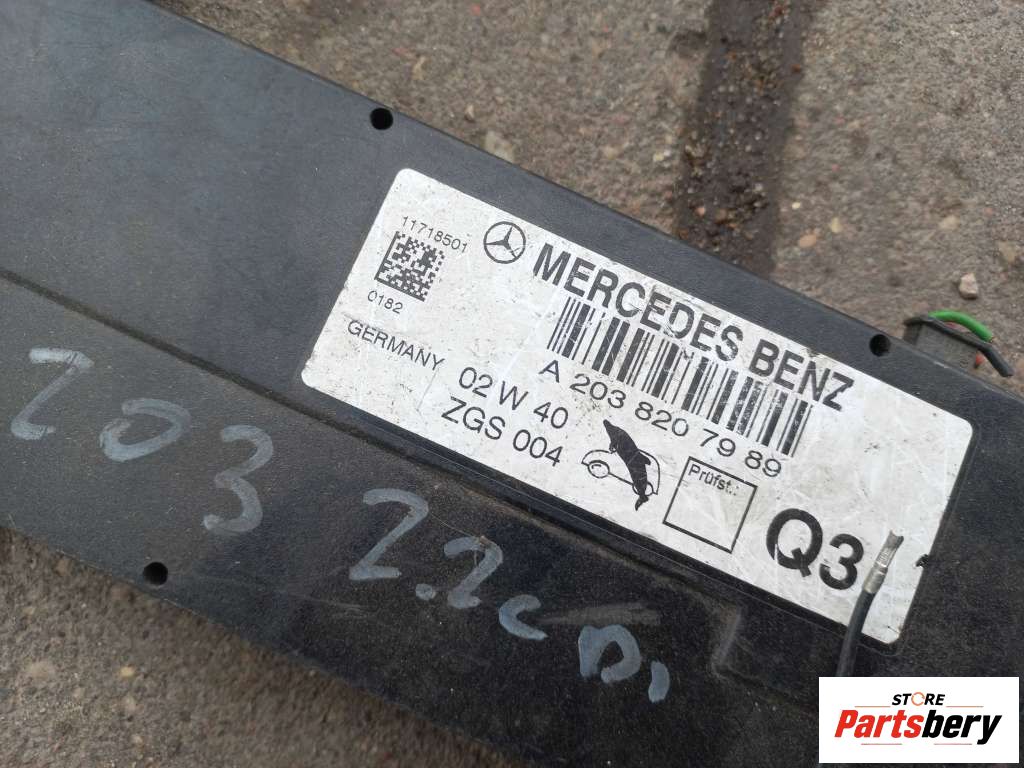 11718501
0182
GERMANY
MERCEDES BENZ
A 203 820 79 89
02 W 40
ZGS 004
Prüfst.:
Q3
203 2.2CDI
STORE
Partsbery